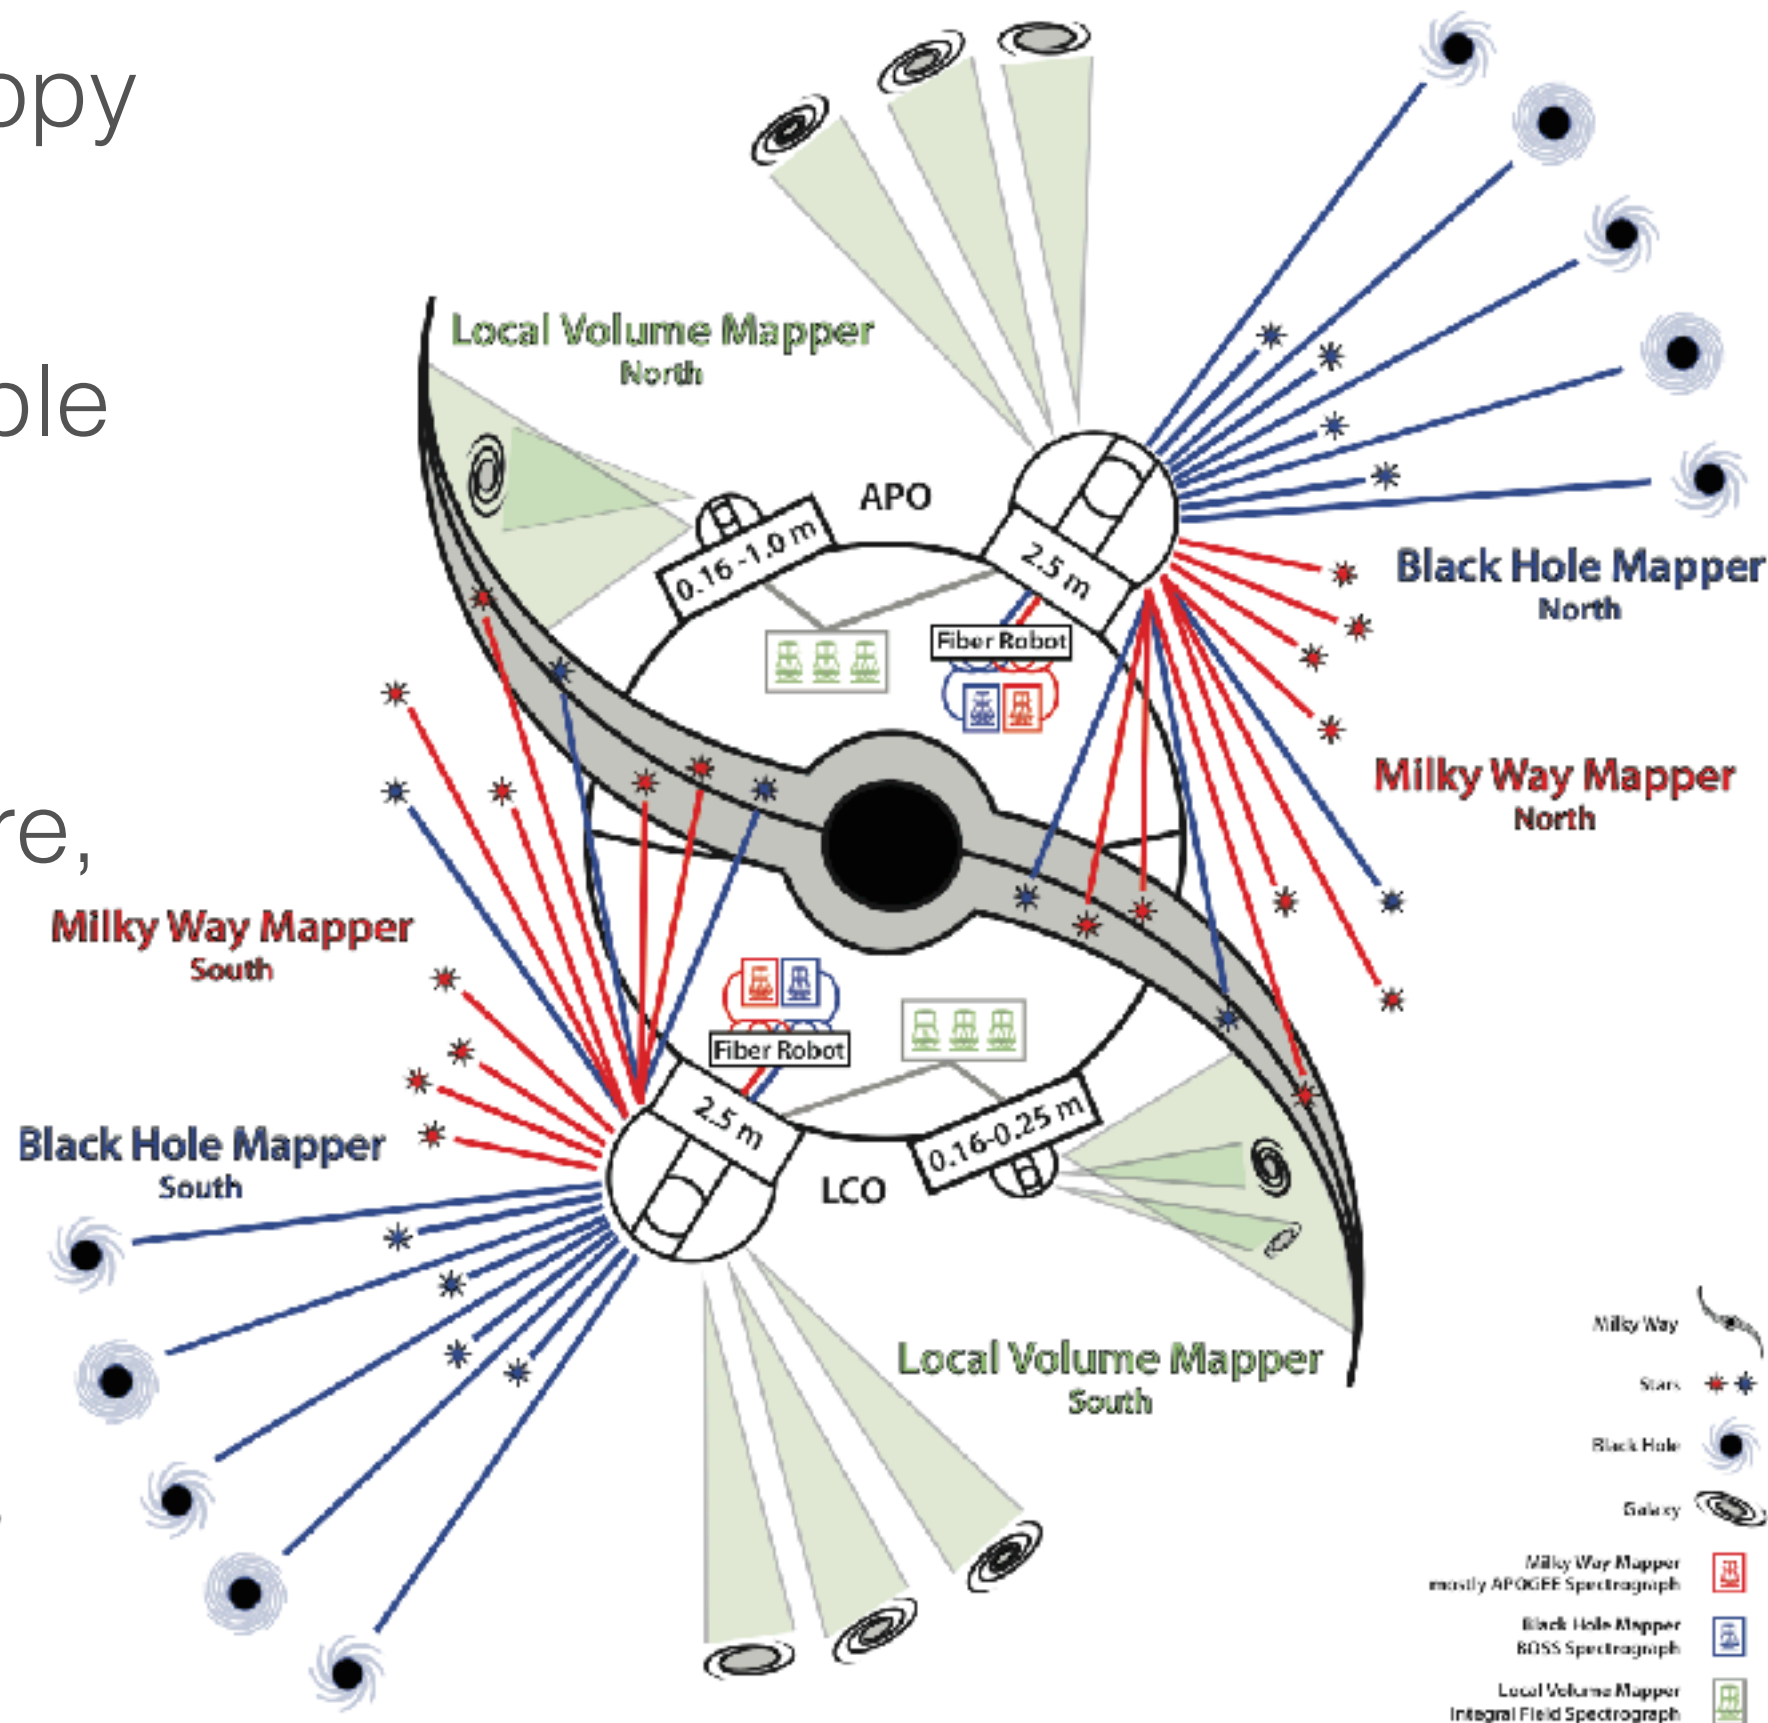 opy
ole
re,
Local Volume Mapper
North
APO
0.16 -1.0 m
2.5 m
Fiber Robot
Black Hole Mapper
North
Milky Way Mapper
North
Milky Way Mapper
South
Fiber Robot
Black Hole Mapper
South
2.5 m
0.16-0.25 m
LCO
Local Volume Mapper
South
Milky Way
Stars
Black Hole
Galaxy
Milky Way Mapper
mostly APOGEE Spectrograph
Black Hole Mapper
BOSS Spectrograph
Local Volume Mapper
Integral Field Spectrograph